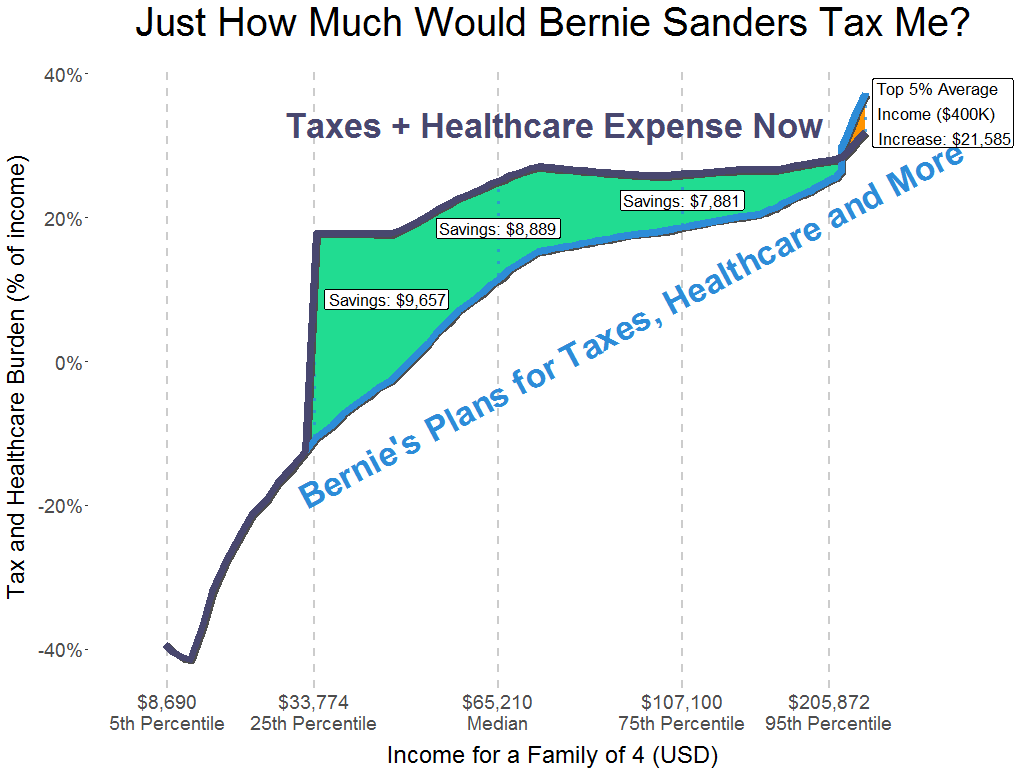 Just How Much Would Bernie Sanders Tax Me?
40%
Top 5% Average
Income ($400K)
Increase: $21,585
Taxes + Healthcare Expense Now
20%
Savings: $7,881
Savings: $8,889
Savings: $9,657
Bernie's Plans for Taxes, Healthcare and More
0%
-20%
-40%
Tax and Healthcare Burden (% of income)
$8,690
5th Percentile
$33,774
25th Percentile
$65,210
Median
$107,100
75th Percentile
$205,872
95th Percentile
Income for a Family of 4 (USD)